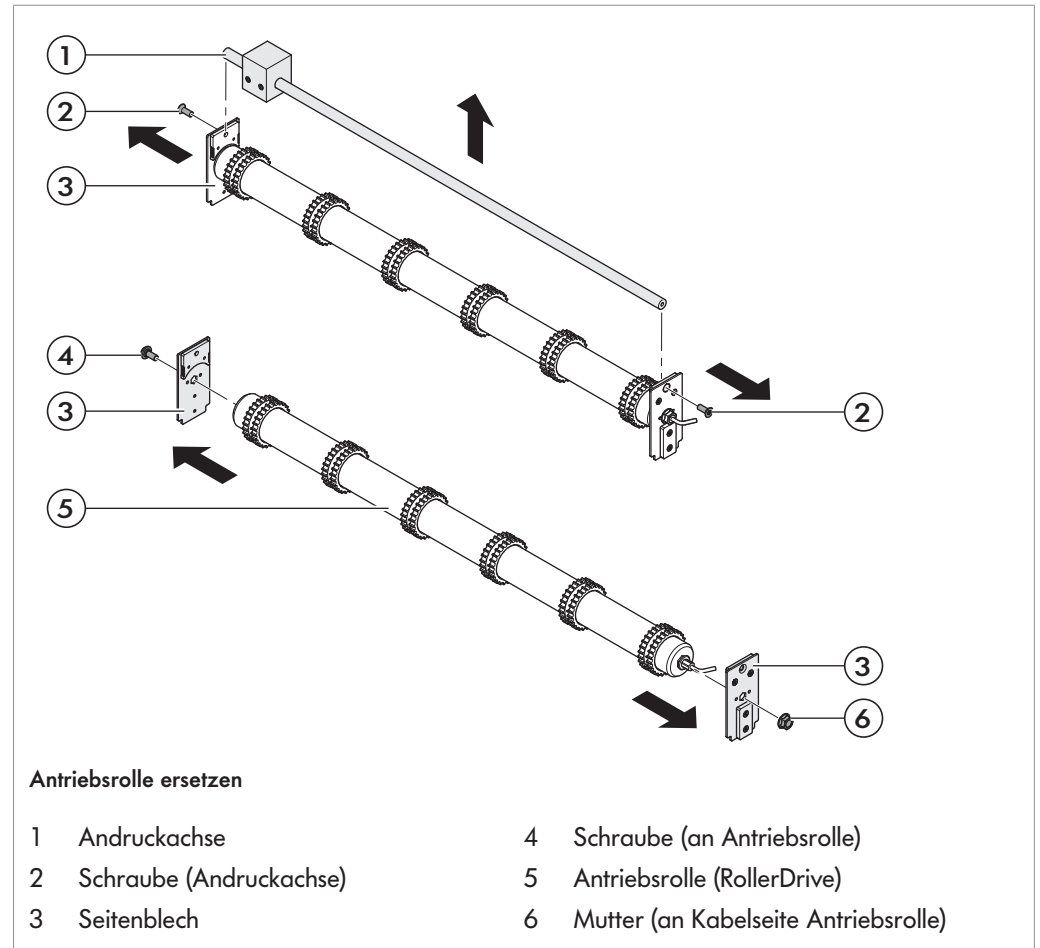 1
2
3
4
3
2
5
3
6
Antriebsrolle ersetzen
1 Andruckachse
2 Schraube (Andruckachse)
3 Seitenblech
4 Schraube (an Antriebsrolle)
5 Antriebsrolle (RollerDrive)
6 Mutter (an Kabelseite Antriebsrolle)